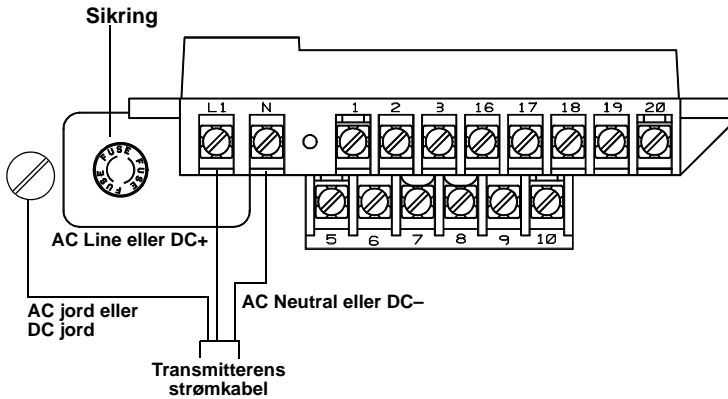 Sikring
L1 N 1 2 3 16 17 18 19 20
FUSE FUSE FUSE FUSE
5 6 7 8 9 10
AC Line eller DC+
AC Neutral eller DC–
AC jord eller
DC jord
Transmitterens
strømkabel